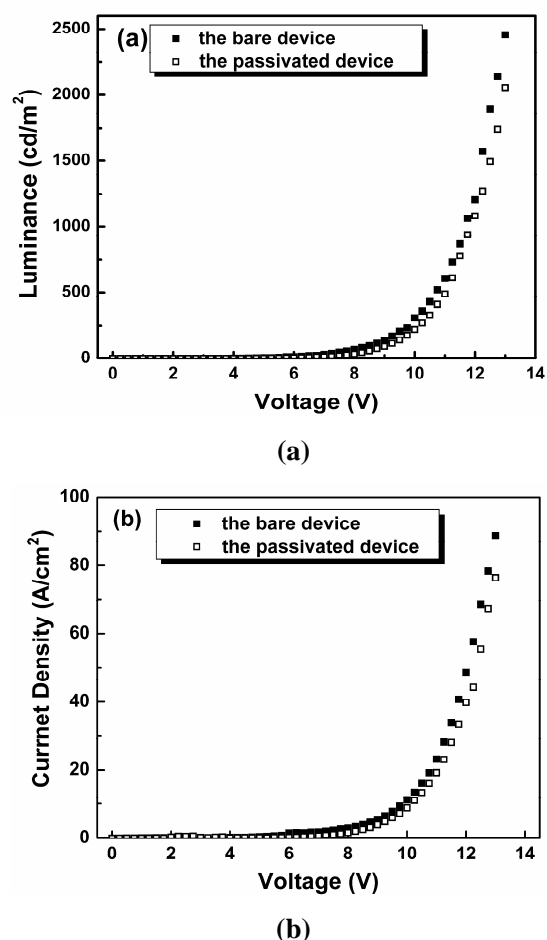 (a)
the bare device
the passivated device
2500
2000
1500
1000
500
0
Luminance (cd/m²)
0 2 4 6 8 10 12 14
Voltage (V)
(a)
(b)
the bare device
the passivated device
100
80
60
40
20
0
Currnet Density (A/cm²)
0 2 4 6 8 10 12 14
Voltage (V)
(b)